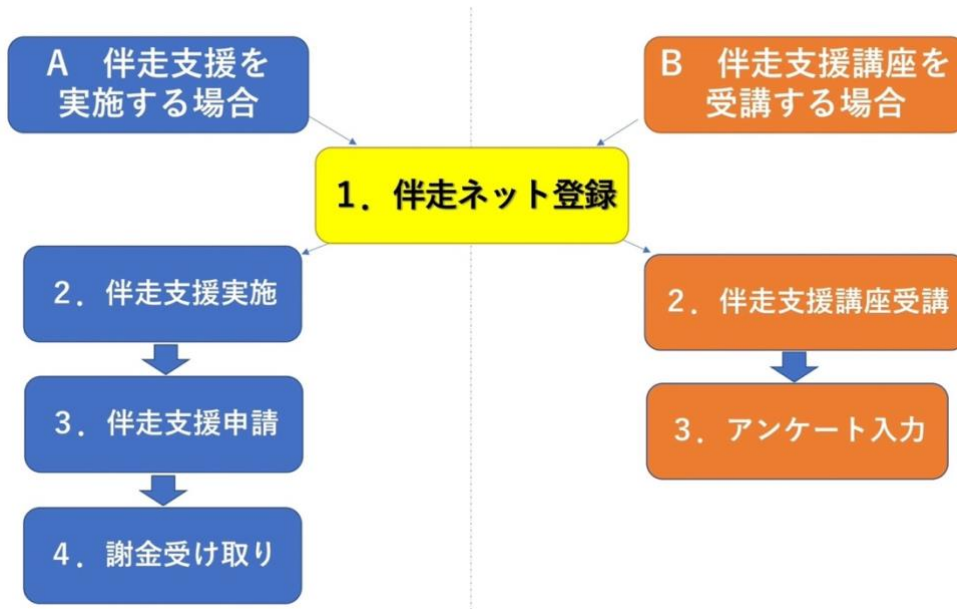 A 伴走支援を
実施する場合
B 伴走支援講座を
受講する場合
1．伴走ネット登録
2．伴走支援実施
3．伴走支援申請
4．謝金受け取り
2．伴走支援講座受講
3．アンケート入力